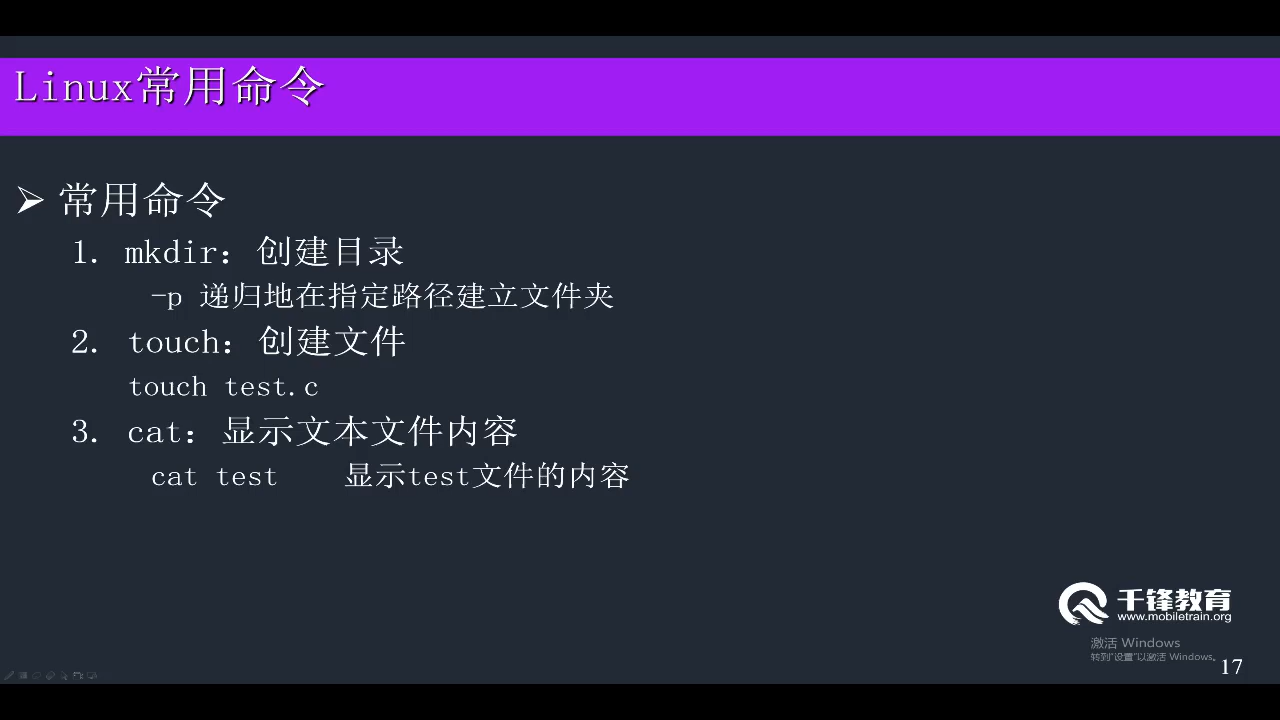 Linux常用命令
➢ 常用命令
1. mkdir：创建目录
-p 递归地在指定路径建立文件夹
2. touch：创建文件
touch test.c
3. cat：显示文本文件内容
cat test 显示test文件的内容
千锋教育
www.mobiletrain.org
激活 Windows
转到"设置"以激活 Windows。
17